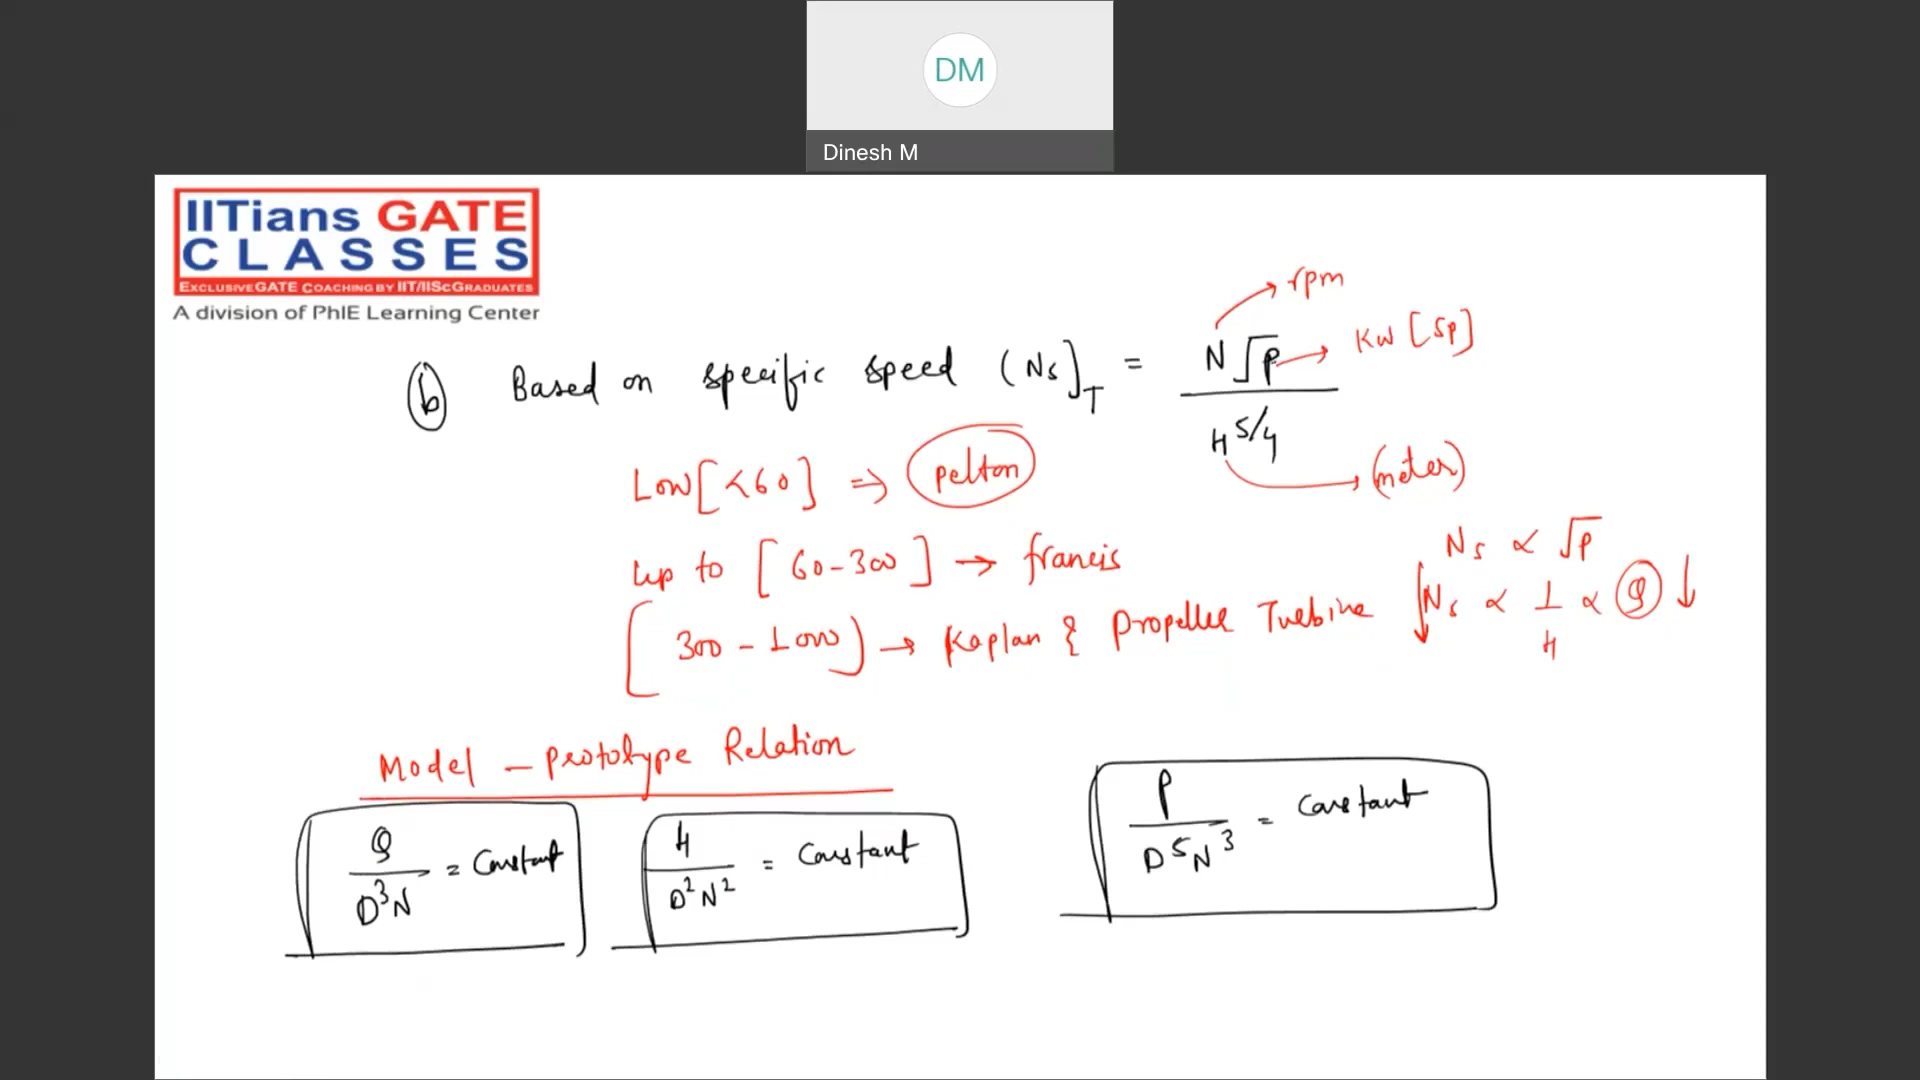 DM
Dinesh M
IITians GATE
CLASSES
EXCLUSIVE GATE COACHING BY IIT/IISc GRADUATES
A division of PhIE Learning Center
rpm
(b) Based on specific speed (Ns)T = N√P / H^5/4
KW [SP]
(meter)
Low [<60] ⇒ pelton
up to [60-300] → francis
Ns ∝ √P
[300 - 1000) → Kaplan & Propeller Turbine
↓Ns ∝ 1/H ∝ Q ↓
Model - prototype Relation
Q / D³N = Constant
H / D²N² = Constant
P / D⁵N³ = Constant